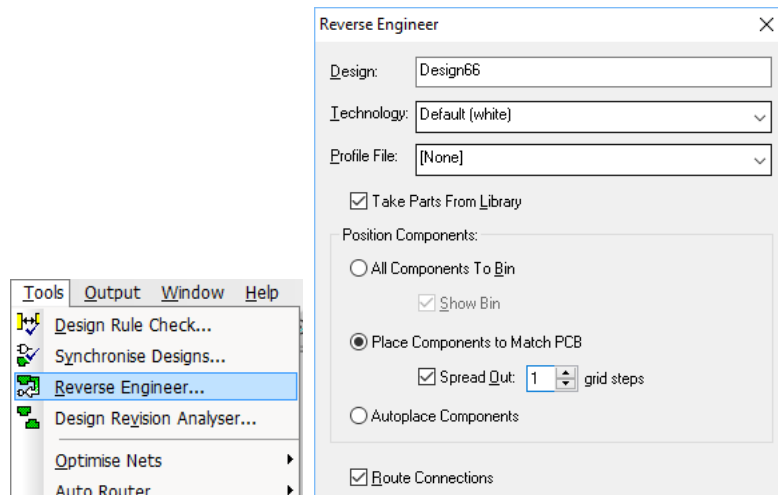 Tools Output Window Help
Design Rule Check...
Synchronise Designs...
Reverse Engineer...
Design Revision Analyser...
Optimise Nets
Auto Router
Reverse Engineer
Design: Design66
Technology: Default (white)
Profile File: [None]
Take Parts From Library
Position Components:
All Components To Bin
Show Bin
Place Components to Match PCB
Spread Out: 1 grid steps
Autoplace Components
Route Connections